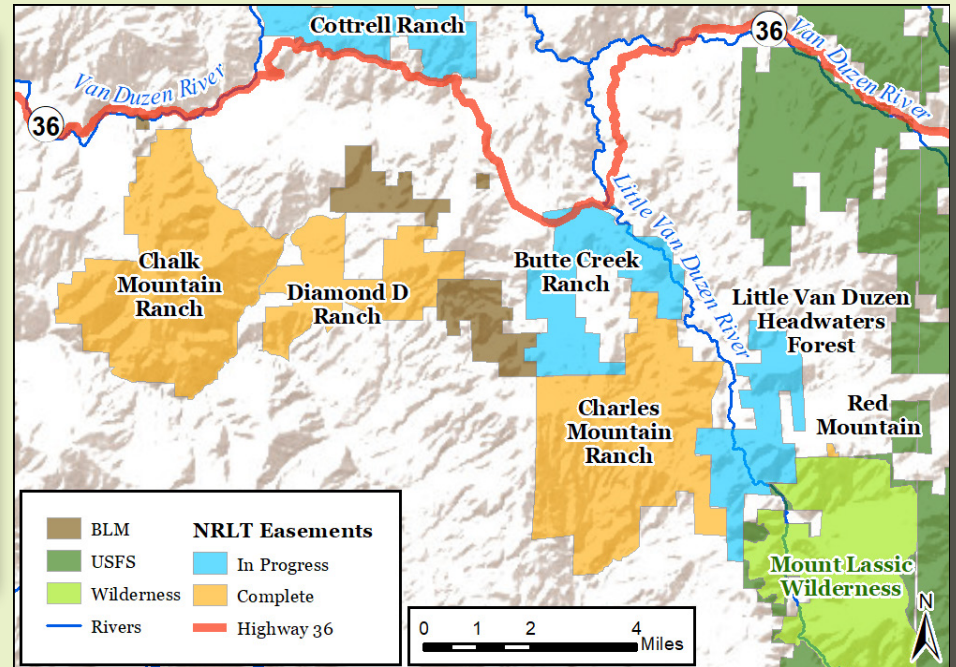 Cottrell Ranch
36
Van Duzen River
Van Duzen River
36
Little Van Duzen River
Chalk
Mountain
Ranch
Diamond D
Ranch
Butte Creek
Ranch
Little Van Duzen
Headwaters
Forest
Charles
Mountain
Ranch
Red
Mountain
Mount Lassic
Wilderness
BLM
USFS
Wilderness
Rivers
NRLT Easements
In Progress
Complete
Highway 36
0 1 2 4
Miles
N